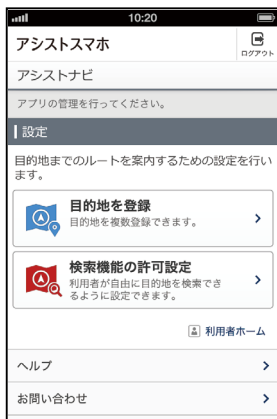 10:20
アシストスマホ
ログアウト
アシストナビ
アプリの管理を行ってください。
設定
目的地までのルートを案内するための設定を行い
ます。
目的地を登録
目的地を複数登録できます。
検索機能の許可設定
利用者が自由に目的地を検索でき
るように設定できます。
利用者ホーム
ヘルプ
お問い合わせ